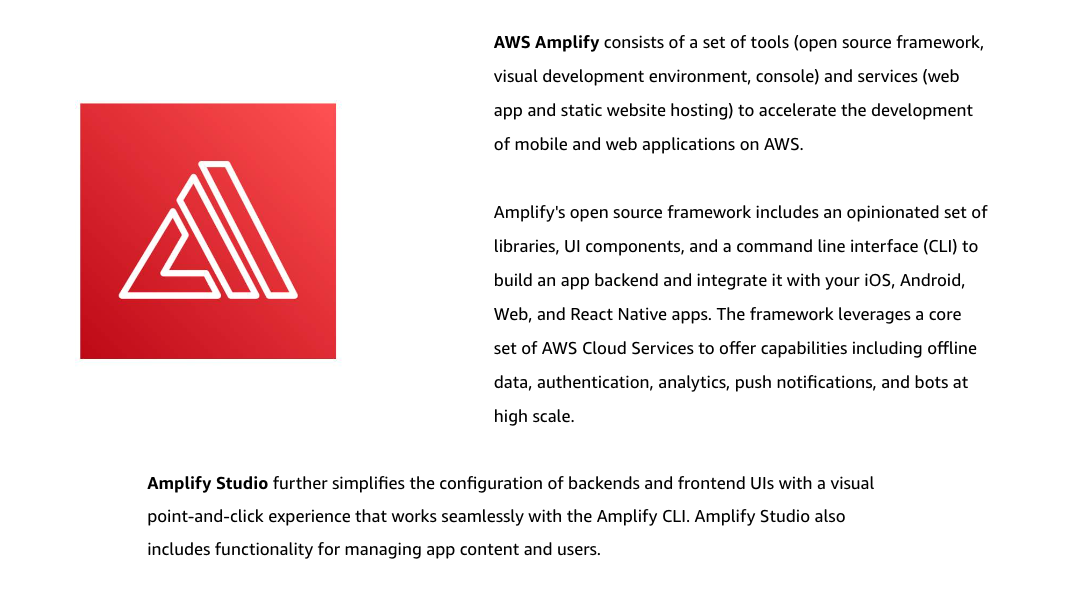 AWS Amplify consists of a set of tools (open source framework,
visual development environment, console) and services (web
app and static website hosting) to accelerate the development
of mobile and web applications on AWS.
Amplify's open source framework includes an opinionated set of
libraries, UI components, and a command line interface (CLI) to
build an app backend and integrate it with your iOS, Android,
Web, and React Native apps. The framework leverages a core
set of AWS Cloud Services to offer capabilities including offline
data, authentication, analytics, push notifications, and bots at
high scale.
Amplify Studio further simplifies the configuration of backends and frontend UIs with a visual
point-and-click experience that works seamlessly with the Amplify CLI. Amplify Studio also
includes functionality for managing app content and users.